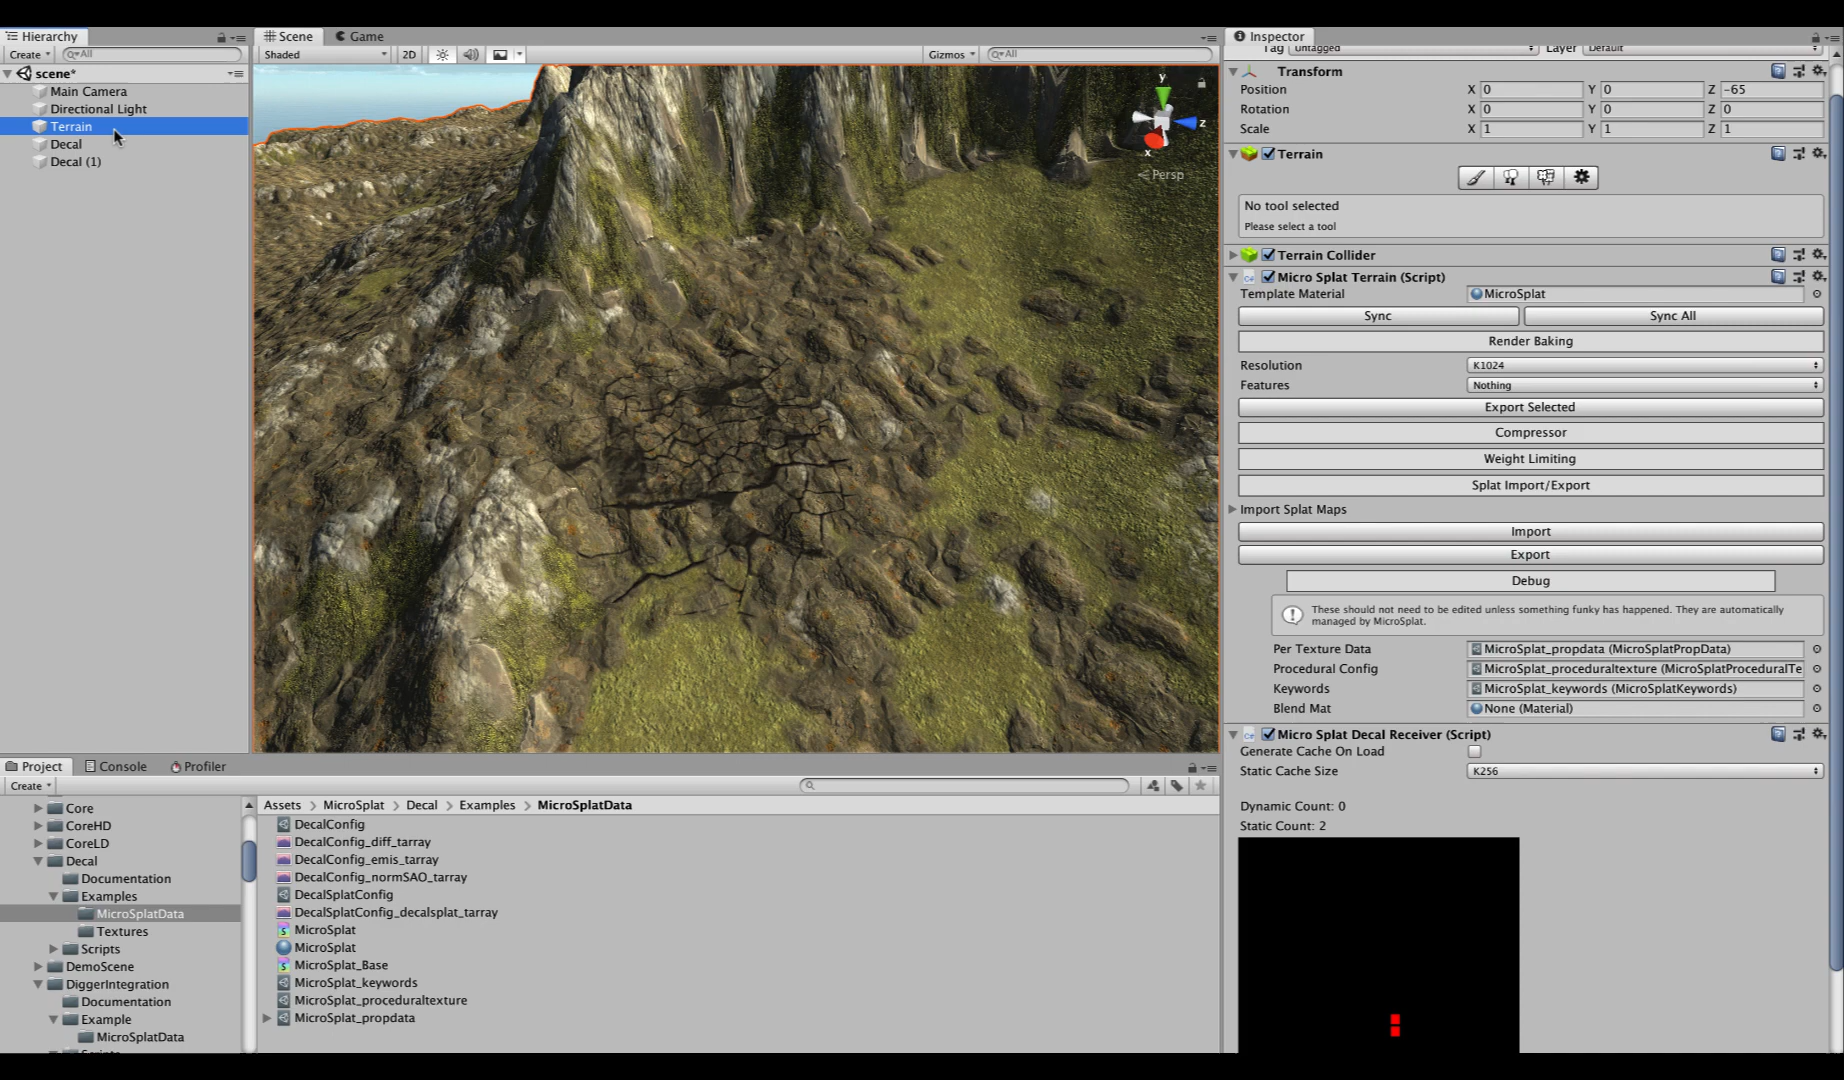 Hierarchy
Create
All
scene*
Main Camera
Directional Light
Terrain
Decal
Decal (1)
Scene
Game
Shaded
2D
Gizmos
All
y
z
x
Persp
Inspector
Tag Untagged Layer Default
Transform
Position X 0 Y 0 Z -65
Rotation X 0 Y 0 Z 0
Scale X 1 Y 1 Z 1
Terrain
No tool selected
Please select a tool
Terrain Collider
Micro Splat Terrain (Script)
Template Material MicroSplat
Sync Sync All
Render Baking
Resolution K1024
Features Nothing
Export Selected
Compressor
Weight Limiting
Splat Import/Export
Import Splat Maps
Import
Export
Debug
These should not need to be edited unless something funky has happened. They are automatically
managed by MicroSplat.
Per Texture Data MicroSplat_propdata (MicroSplatPropData)
Procedural Config MicroSplat_proceduraltexture (MicroSplatProceduralTe
Keywords MicroSplat_keywords (MicroSplatKeywords)
Blend Mat None (Material)
Micro Splat Decal Receiver (Script)
Generate Cache On Load
Static Cache Size K256
Dynamic Count: 0
Static Count: 2
Project
Console
Profiler
Create
Core
CoreHD
CoreLD
Decal
Documentation
Examples
MicroSplatData
Textures
Scripts
DemoScene
DiggerIntegration
Documentation
Example
MicroSplatData
Assets > MicroSplat > Decal > Examples > MicroSplatData
DecalConfig
DecalConfig_diff_tarray
DecalConfig_emis_tarray
DecalConfig_normSAO_tarray
DecalSplatConfig
DecalSplatConfig_decalsplat_tarray
MicroSplat
MicroSplat
MicroSplat_Base
MicroSplat_keywords
MicroSplat_proceduraltexture
MicroSplat_propdata